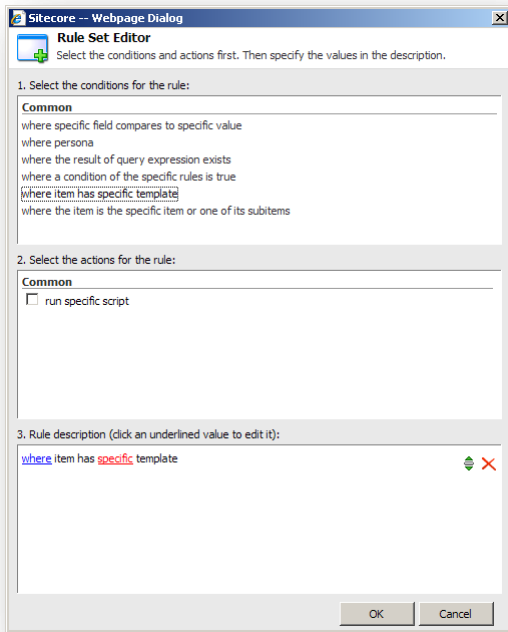 Sitecore -- Webpage Dialog
Rule Set Editor
Select the conditions and actions first. Then specify the values in the description.
1. Select the conditions for the rule:
Common
where specific field compares to specific value
where persona
where the result of query expression exists
where a condition of the specific rules is true
where item has specific template
where the item is the specific item or one of its subitems
2. Select the actions for the rule:
Common
run specific script
3. Rule description (click an underlined value to edit it):
where item has specific template
OK Cancel